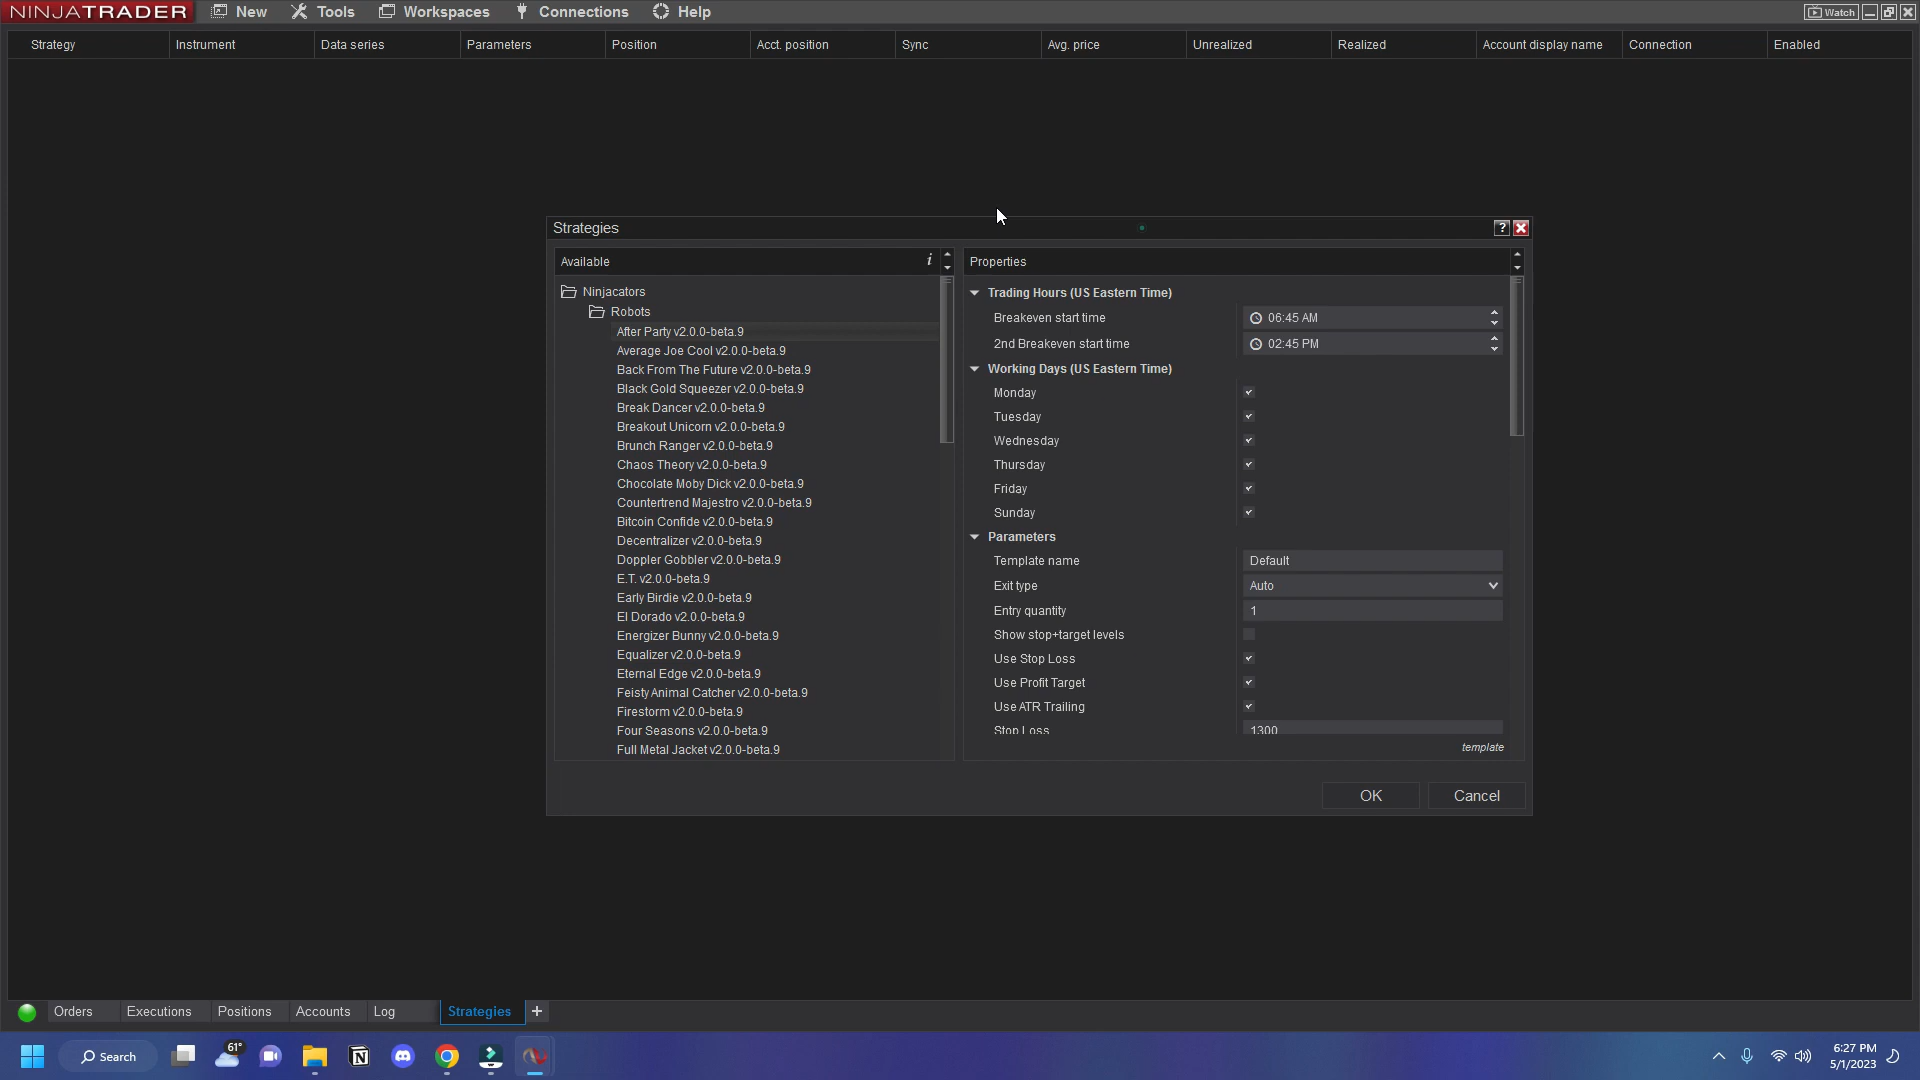 NINJATRADER New Tools Workspaces Connections Help Watch
Strategy Instrument Data series Parameters Position Acct. position Sync Avg. price Unrealized Realized Account display name Connection Enabled
Strategies ?
Available i
Ninjacators
Robots
After Party v2.0.0-beta.9
Average Joe Cool v2.0.0-beta.9
Back From The Future v2.0.0-beta.9
Black Gold Squeezer v2.0.0-beta.9
Break Dancer v2.0.0-beta.9
Breakout Unicorn v2.0.0-beta.9
Brunch Ranger v2.0.0-beta.9
Chaos Theory v2.0.0-beta.9
Chocolate Moby Dick v2.0.0-beta.9
Countertrend Majestro v2.0.0-beta.9
Bitcoin Confide v2.0.0-beta.9
Decentralizer v2.0.0-beta.9
Doppler Gobbler v2.0.0-beta.9
E.T. v2.0.0-beta.9
Early Birdie v2.0.0-beta.9
El Dorado v2.0.0-beta.9
Energizer Bunny v2.0.0-beta.9
Equalizer v2.0.0-beta.9
Eternal Edge v2.0.0-beta.9
Feisty Animal Catcher v2.0.0-beta.9
Firestorm v2.0.0-beta.9
Four Seasons v2.0.0-beta.9
Full Metal Jacket v2.0.0-beta.9
Properties
Trading Hours (US Eastern Time)
Breakeven start time 06:45 AM
2nd Breakeven start time 02:45 PM
Working Days (US Eastern Time)
Monday
Tuesday
Wednesday
Thursday
Friday
Sunday
Parameters
Template name Default
Exit type Auto
Entry quantity 1
Show stop+target levels
Use Stop Loss
Use Profit Target
Use ATR Trailing
Stop Loss 1300
template
OK Cancel
Orders Executions Positions Accounts Log Strategies +
61°
Search
6:27 PM
5/1/2023